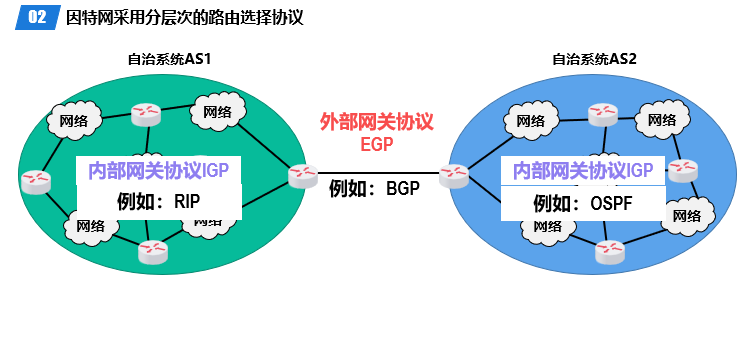 02 因特网采用分层次的路由选择协议
自治系统AS1
自治系统AS2
网络
网络
网络
网络
内部网关协议IGP
例如：RIP
外部网关协议
EGP
例如：BGP
网络
网络
网络
网络
内部网关协议IGP
例如：OSPF